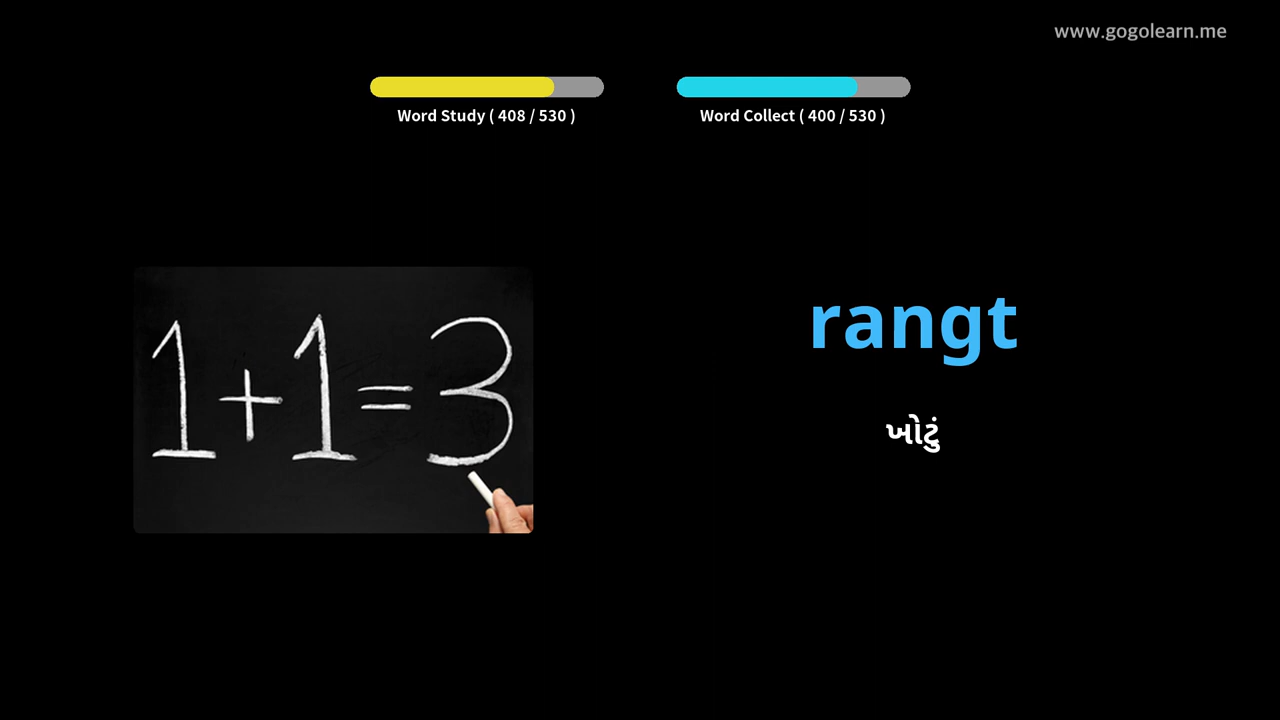 www.gogolearn.me
Word Study ( 408 / 530 )
Word Collect ( 400 / 530 )
1+1=3
rangt
ખોટું